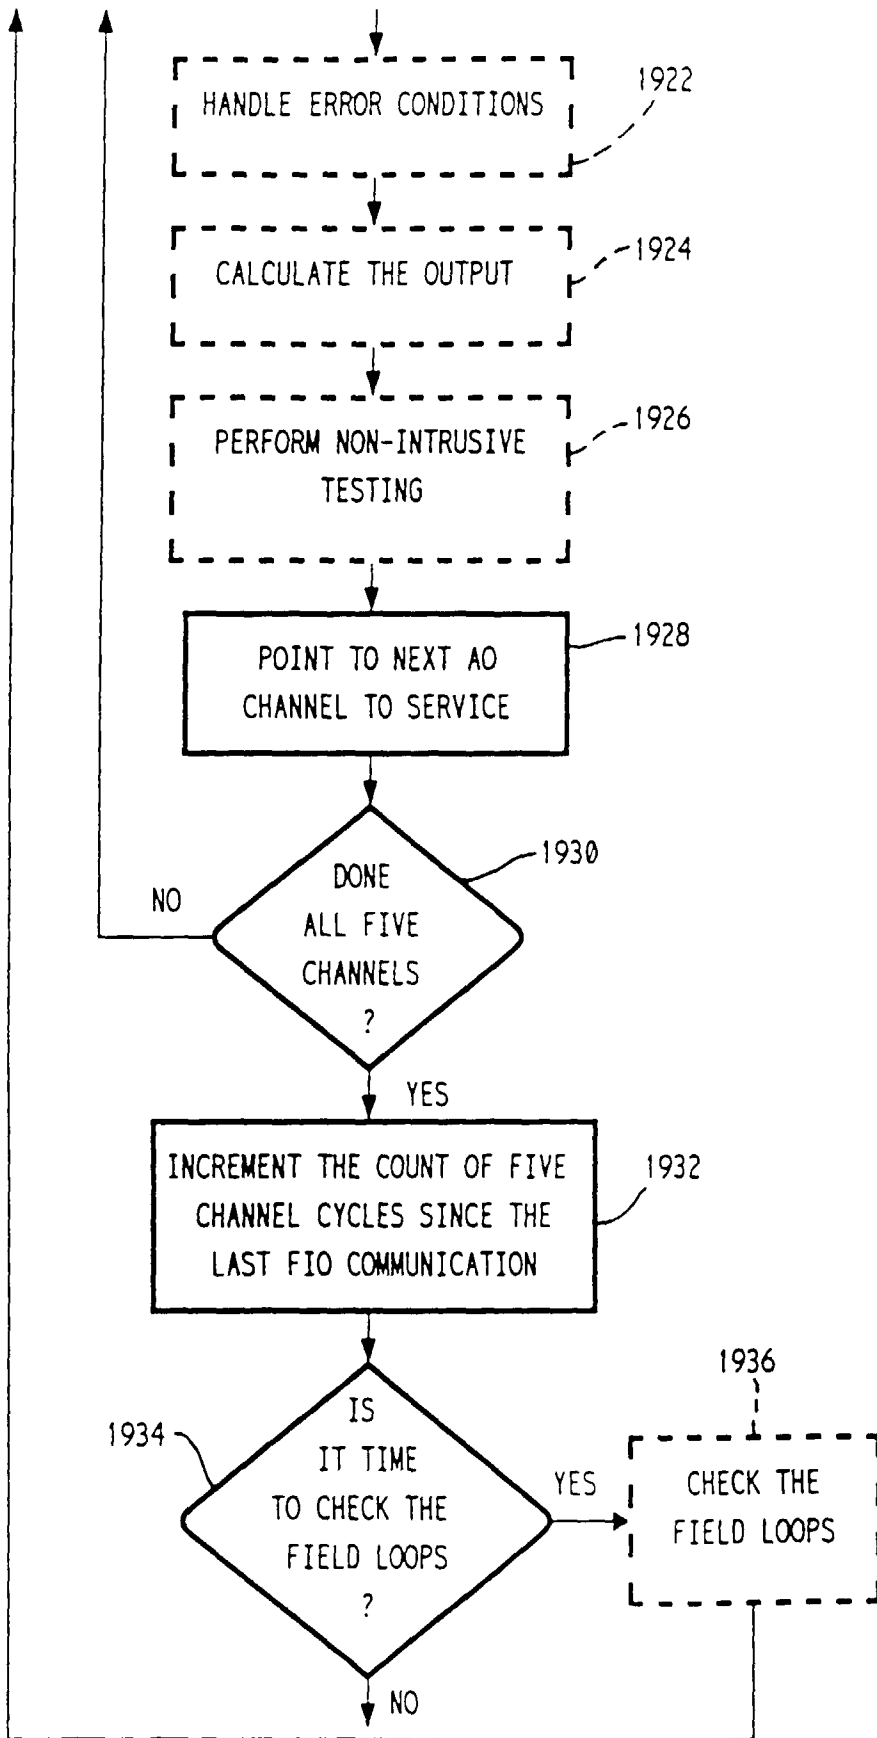 HANDLE ERROR CONDITIONS
1922
CALCULATE THE OUTPUT
1924
PERFORM NON-INTRUSIVE
TESTING
1926
POINT TO NEXT AO
CHANNEL TO SERVICE
1928
DONE
ALL FIVE
CHANNELS
?
1930
NO
YES
INCREMENT THE COUNT OF FIVE
CHANNEL CYCLES SINCE THE
LAST FIO COMMUNICATION
1932
IS
IT TIME
TO CHECK THE
FIELD LOOPS
?
1934
YES
NO
CHECK THE
FIELD LOOPS
1936